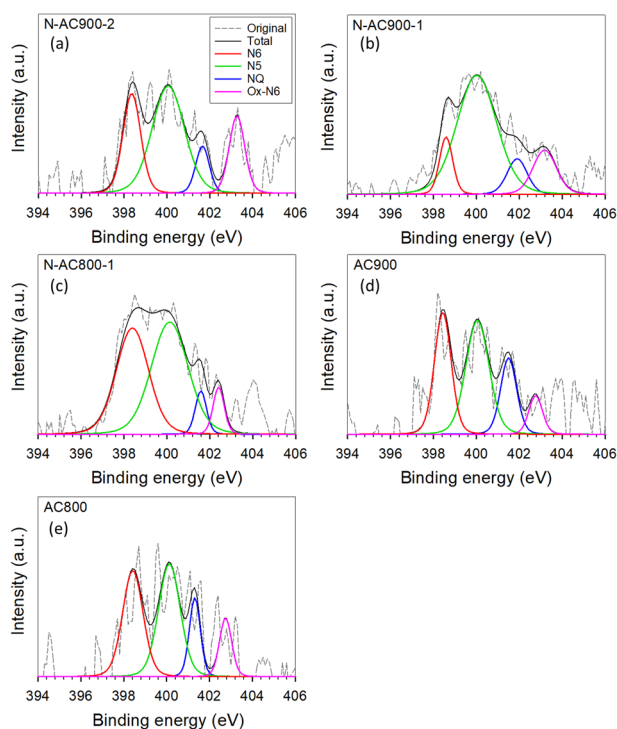 N-AC900-2
(a)
Original
Total
N6
N5
NQ
Ox-N6
Intensity (a.u.)
394 396 398 400 402 404 406
Binding energy (eV)
N-AC900-1
(b)
Intensity (a.u.)
394 396 398 400 402 404 406
Binding energy (eV)
N-AC800-1
(c)
Intensity (a.u.)
394 396 398 400 402 404 406
Binding energy (eV)
AC900
(d)
Intensity (a.u.)
394 396 398 400 402 404 406
Binding energy (eV)
AC800
(e)
Intensity (a.u.)
394 396 398 400 402 404 406
Binding energy (eV)